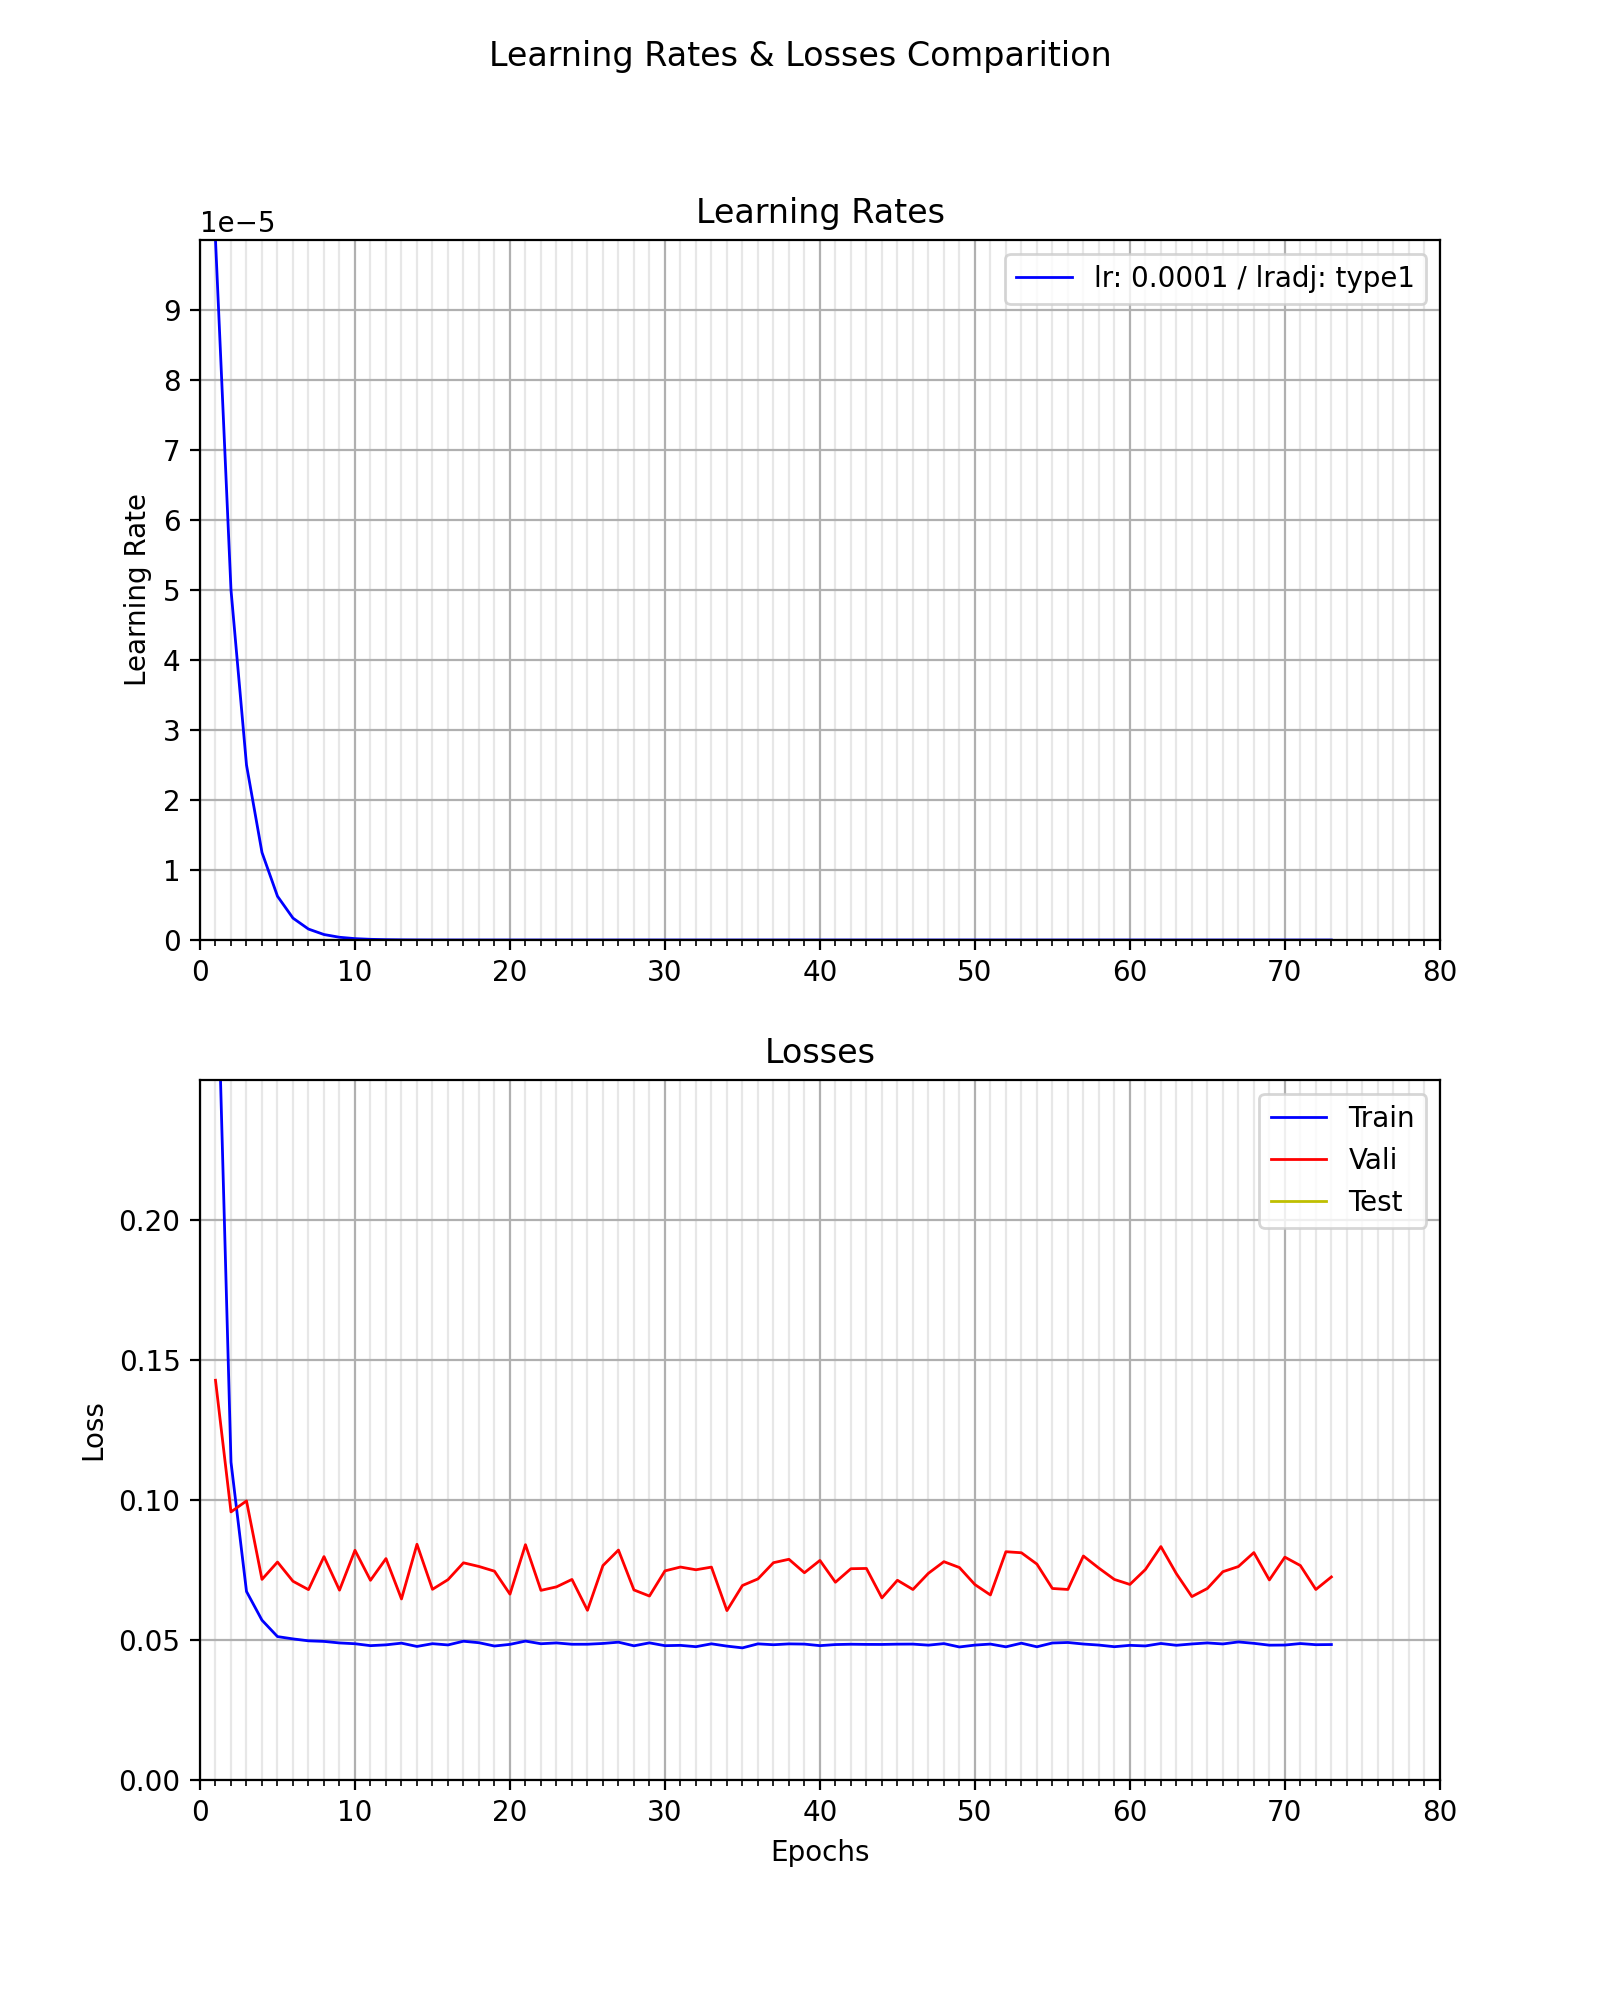 Learning Rates & Losses Comparition
Learning Rates
1e−5
lr: 0.0001 / lradj: type1
9
8
7
6
5
4
3
2
1
0
Learning Rate
0 10 20 30 40 50 60 70 80
Losses
Train
Vali
Test
0.20
0.15
0.10
0.05
0.00
Loss
0 10 20 30 40 50 60 70 80
Epochs